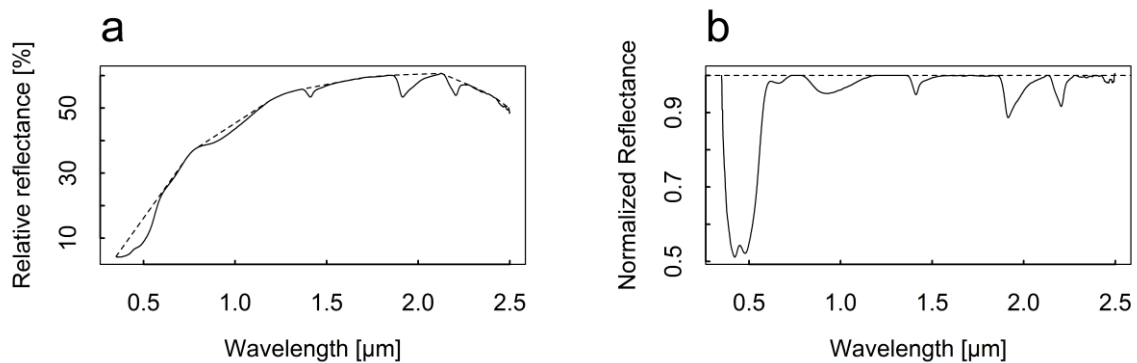 a
Relative reflectance [%]
50
30
10
0.5 1.0 1.5 2.0 2.5
Wavelength [µm]
b
Normalized Reflectance
0.9
0.7
0.5
0.5 1.0 1.5 2.0 2.5
Wavelength [µm]